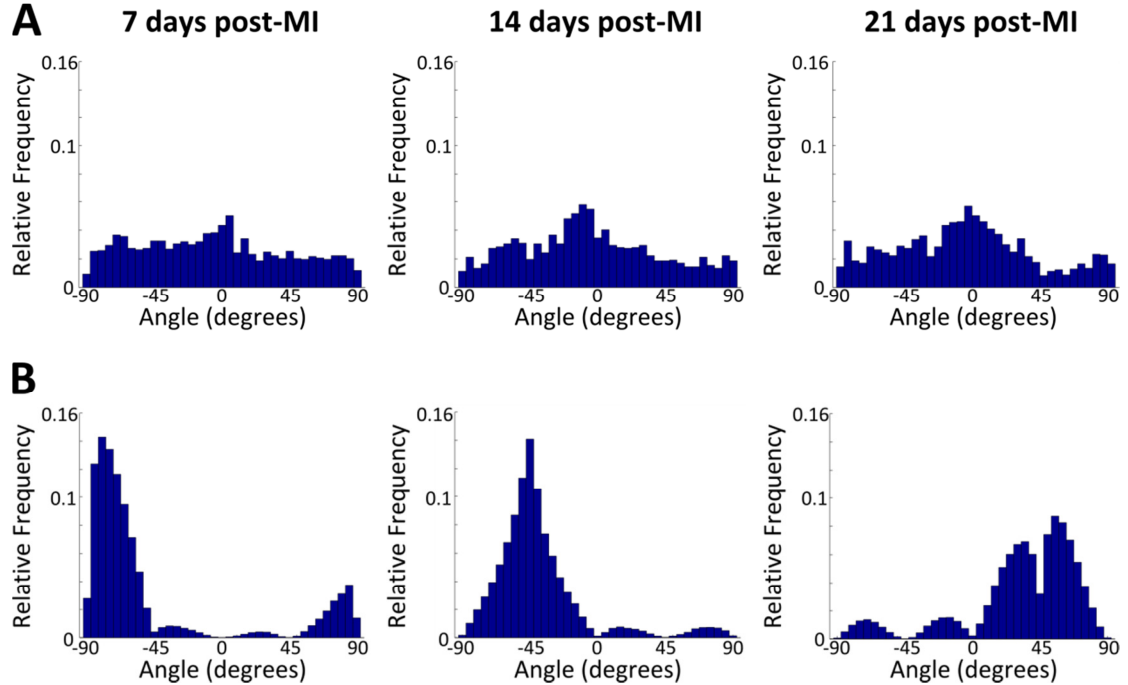 A
7 days post-MI
14 days post-MI
21 days post-MI
Relative Frequency
0.16
0.1
0
-90
-45
0
45
90
Angle (degrees)
Relative Frequency
0.16
0.1
0
-90
-45
0
45
90
Angle (degrees)
Relative Frequency
0.16
0.1
0
-90
-45
0
45
90
Angle (degrees)
B
Relative Frequency
0.16
0.1
0
-90
-45
0
45
90
Angle (degrees)
Relative Frequency
0.16
0.1
0
-90
-45
0
45
90
Angle (degrees)
Relative Frequency
0.16
0.1
0
-90
-45
0
45
90
Angle (degrees)